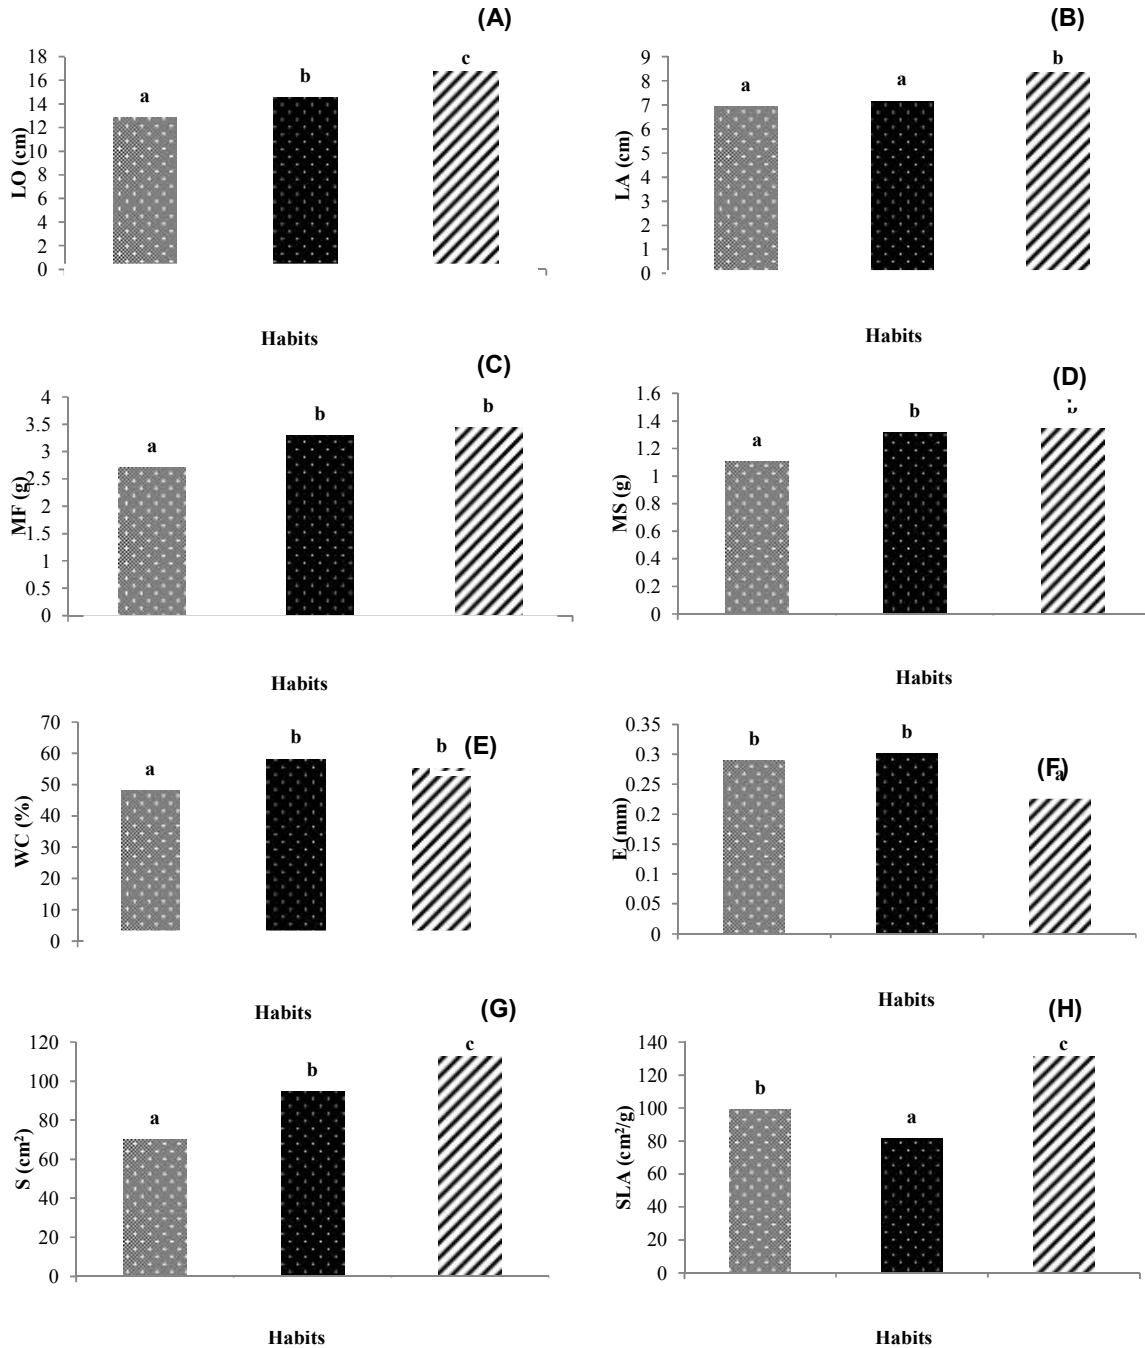 (A)
18
16
14
12
10
8
6
4
2
0
LO (cm)
a
b
c
Habits
(B)
9
8
7
6
5
4
3
2
1
0
LA (cm)
a
a
b
Habits
(C)
4
3.5
3
2.5
2
1.5
1
0.5
0
MF (g)
a
b
b
Habits
(D)
1.6
1.4
1.2
1
0.8
0.6
0.4
0.2
0
MS (g)
a
b
b
Habits
(E)
70
60
50
40
30
20
10
0
WC (%)
a
b
b
Habits
(F)
0.35
0.3
0.25
0.2
0.15
0.1
0.05
0
E (mm)
b
b
a
Habits
(G)
120
100
80
60
40
20
0
S (cm²)
a
b
c
Habits
(H)
140
120
100
80
60
40
20
0
SLA (cm²/g)
b
a
c
Habits